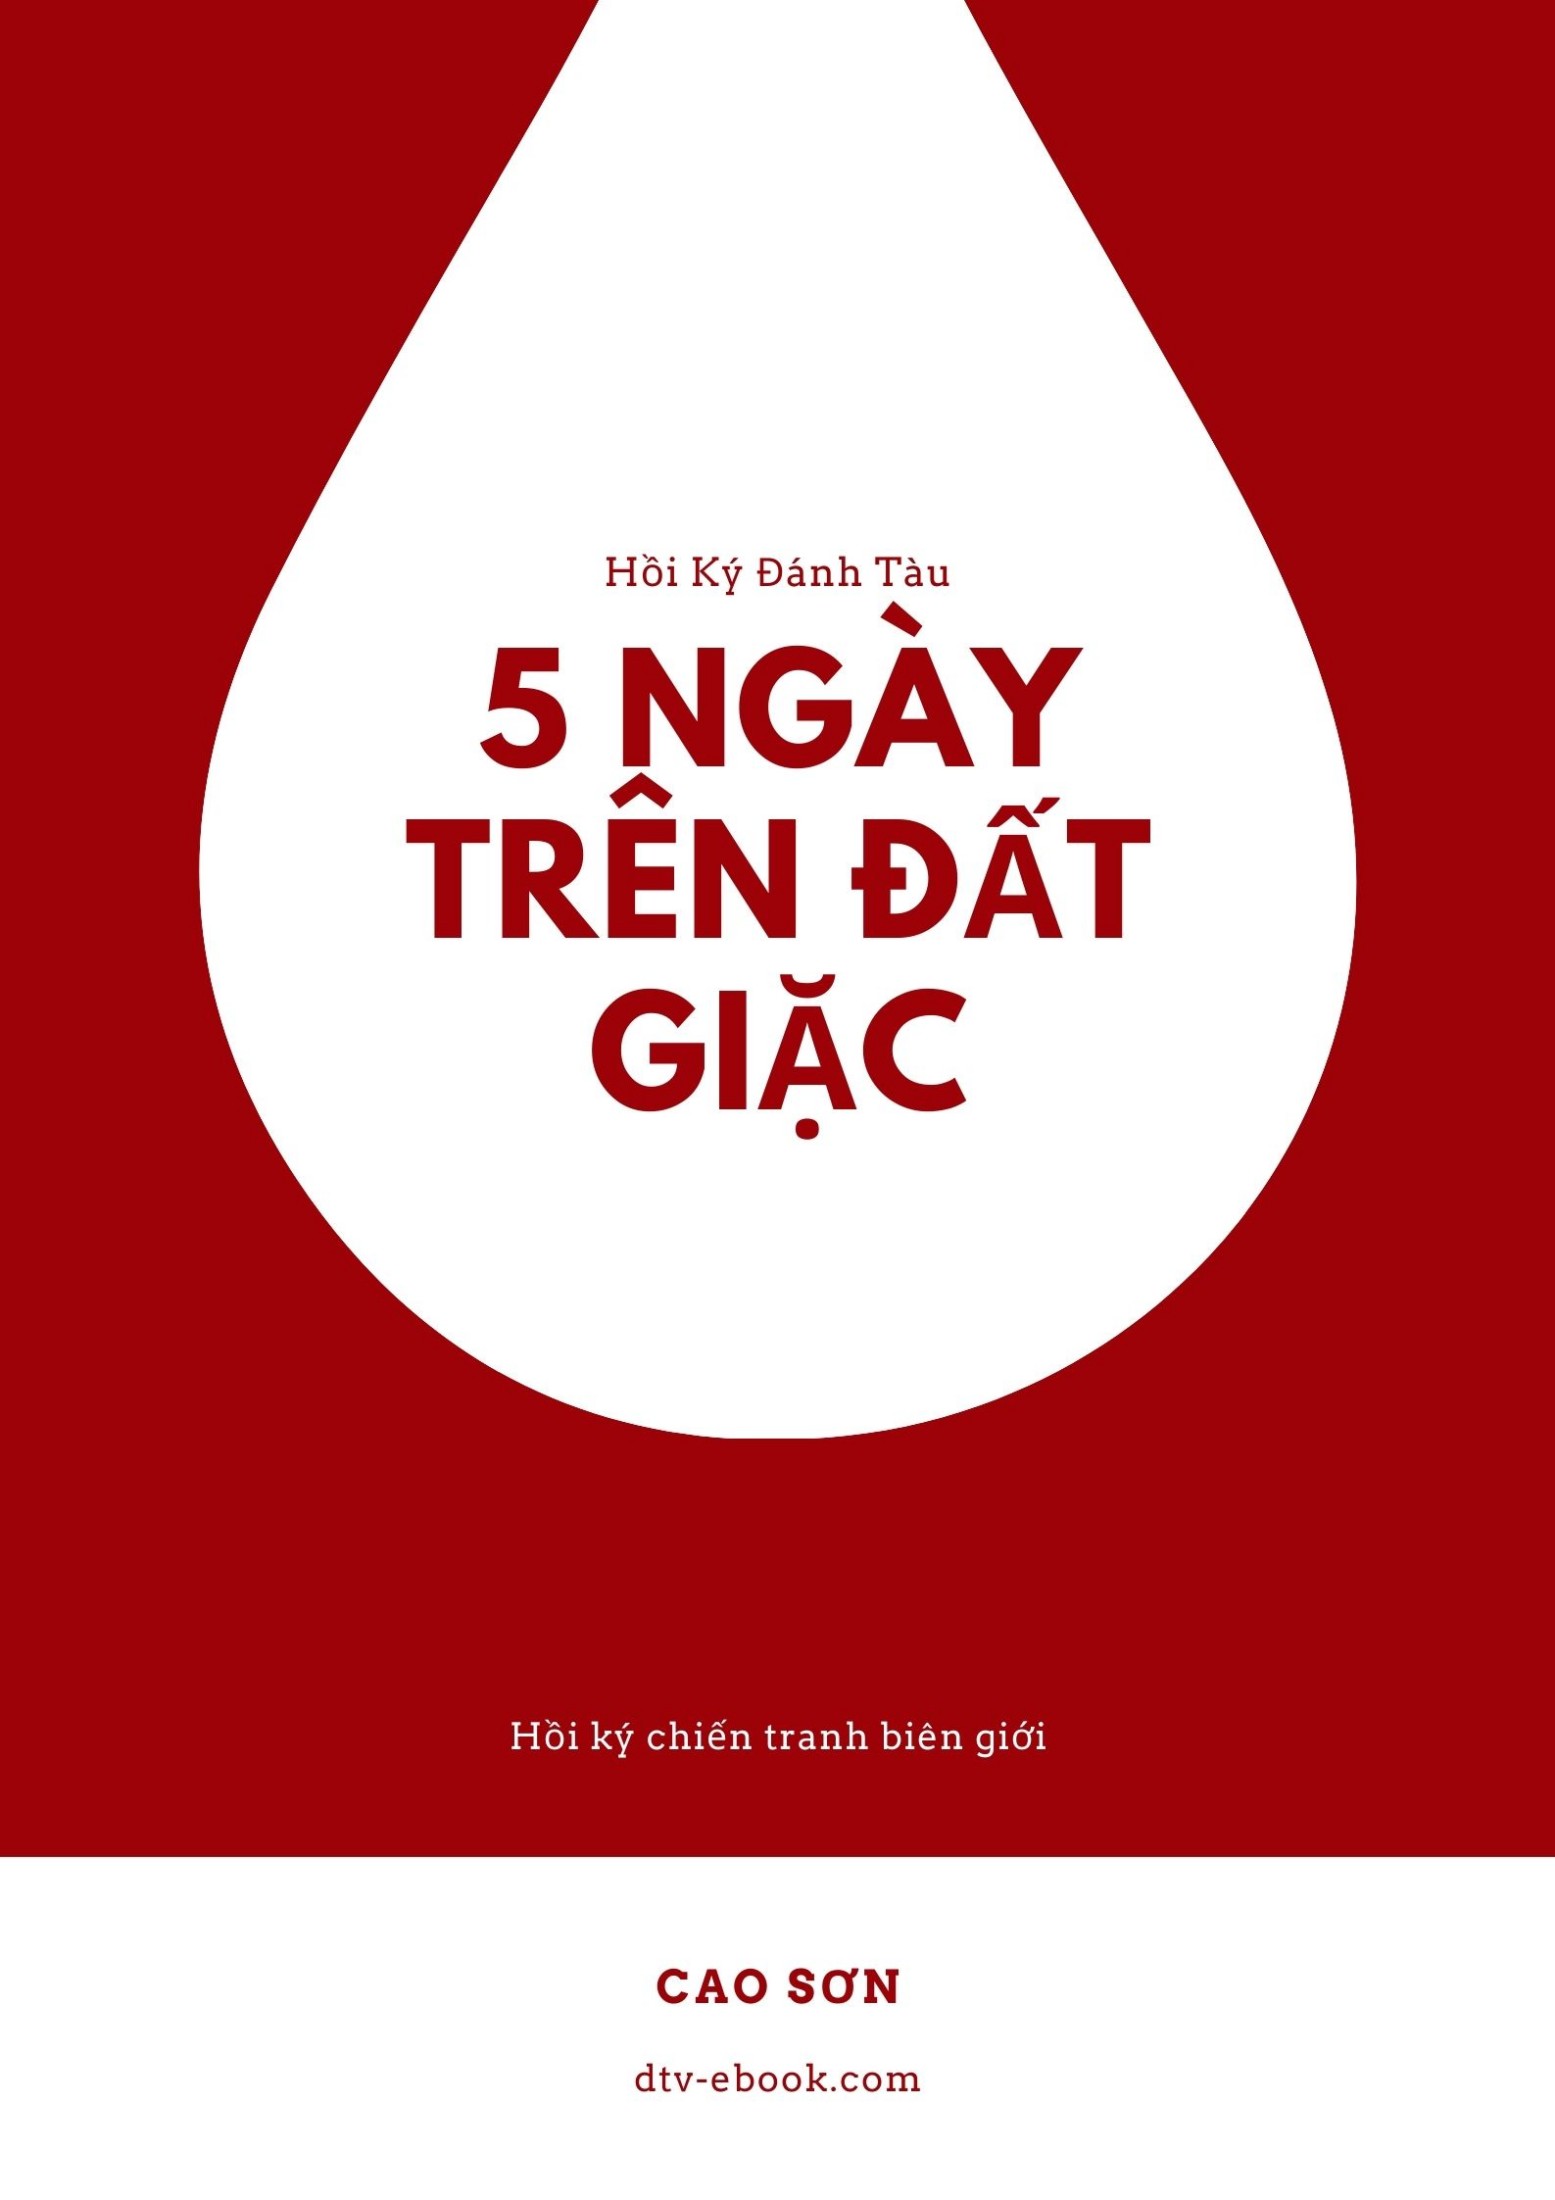 Hồi Ký Đánh Tàu
5 NGÀY
TRÊN ĐẤT
GIẶC
Hồi ký chiến tranh biên giới
CAO SƠN
dtv-ebook.com